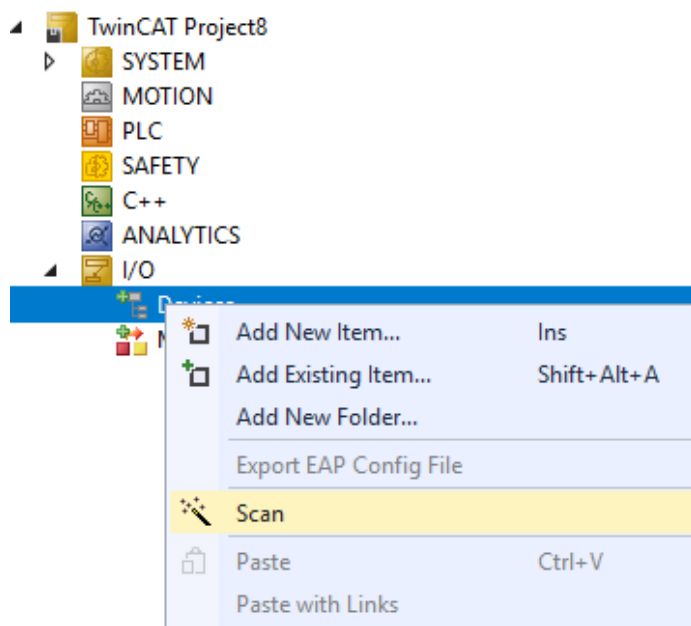 TwinCAT Project8
SYSTEM
MOTION
PLC
SAFETY
C++
ANALYTICS
I/O
Devices
Add New Item... Ins
Add Existing Item... Shift+Alt+A
Add New Folder...
Export EAP Config File
Scan
Paste Ctrl+V
Paste with Links